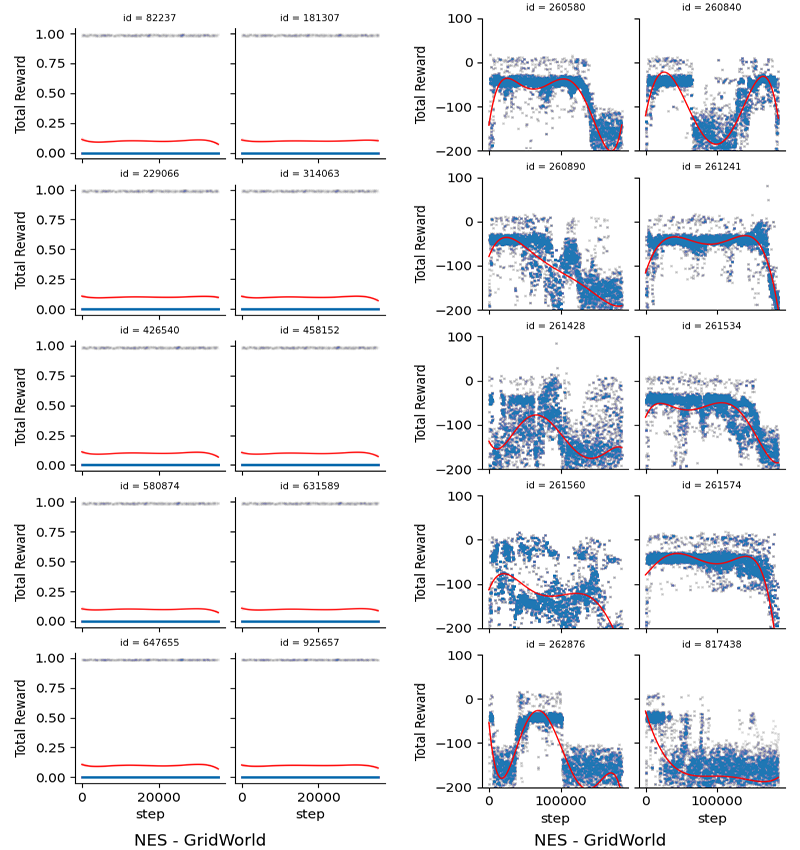 id = 82237 id = 181307
1.00
0.75
0.50
0.25
0.00
Total Reward
id = 229066 id = 314063
1.00
0.75
0.50
0.25
0.00
Total Reward
id = 426540 id = 458152
1.00
0.75
0.50
0.25
0.00
Total Reward
id = 580874 id = 631589
1.00
0.75
0.50
0.25
0.00
Total Reward
id = 647655 id = 925657
1.00
0.75
0.50
0.25
0.00
Total Reward
0 20000 0 20000
step step
NES - GridWorld
id = 260580 id = 260840
100
0
−100
−200
Total Reward
id = 260890 id = 261241
100
0
−100
−200
Total Reward
id = 261428 id = 261534
100
0
−100
−200
Total Reward
id = 261560 id = 261574
100
0
−100
−200
Total Reward
id = 262876 id = 817438
100
0
−100
−200
Total Reward
0 100000 0 100000
step step
NES - GridWorld